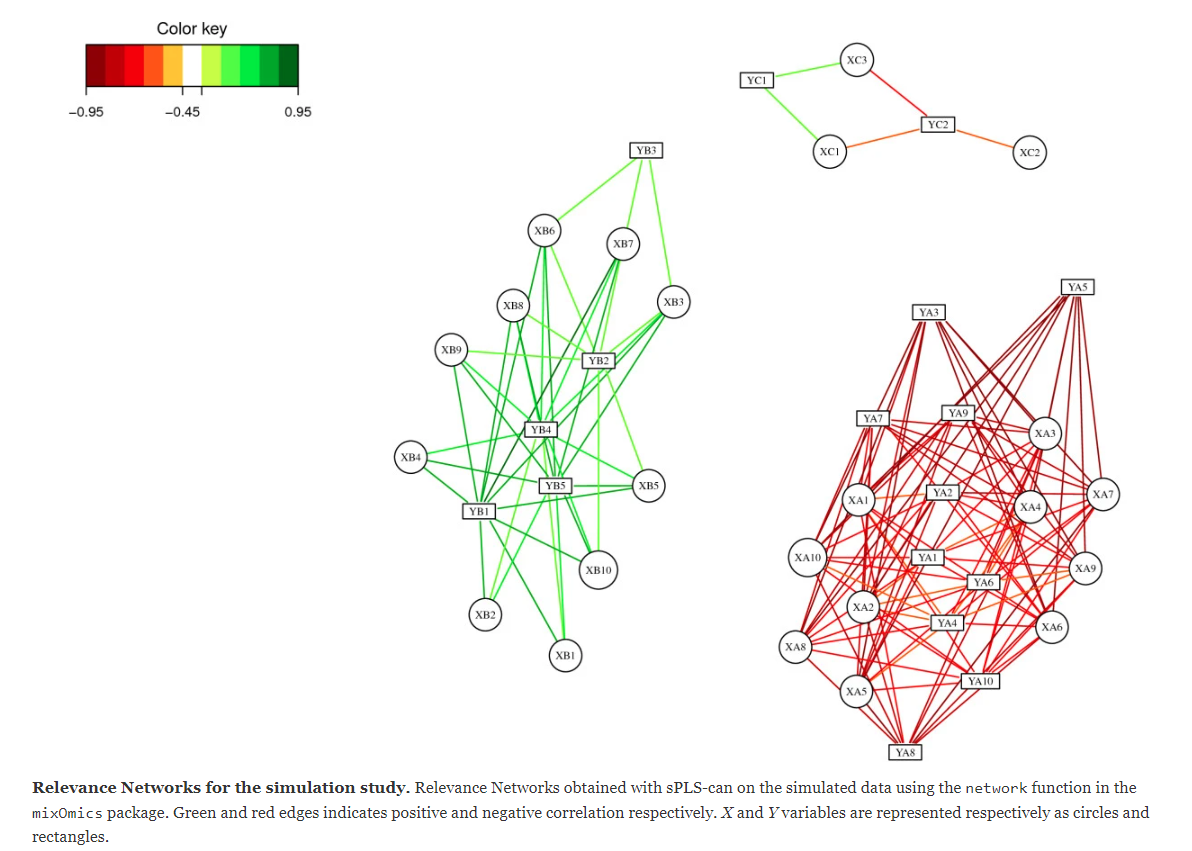 Color key
−0.95
−0.45
0.95
XC3
YC1
YC2
XC1
XC2
YB3
XB6
XB7
XB8
XB3
XB9
YB2
YB4
XB4
YB5
XB5
YB1
XB10
XB2
XB1
YA5
YA3
YA7
YA9
XA3
XA1
YA2
XA4
XA7
XA10
YA1
XA9
YA6
XA2
YA4
XA6
XA8
YA10
XA5
YA8
Relevance Networks for the simulation study. Relevance Networks obtained with sPLS-can on the simulated data using the network function in the
mixOmics package. Green and red edges indicates positive and negative correlation respectively. X and Y variables are represented respectively as circles and
rectangles.